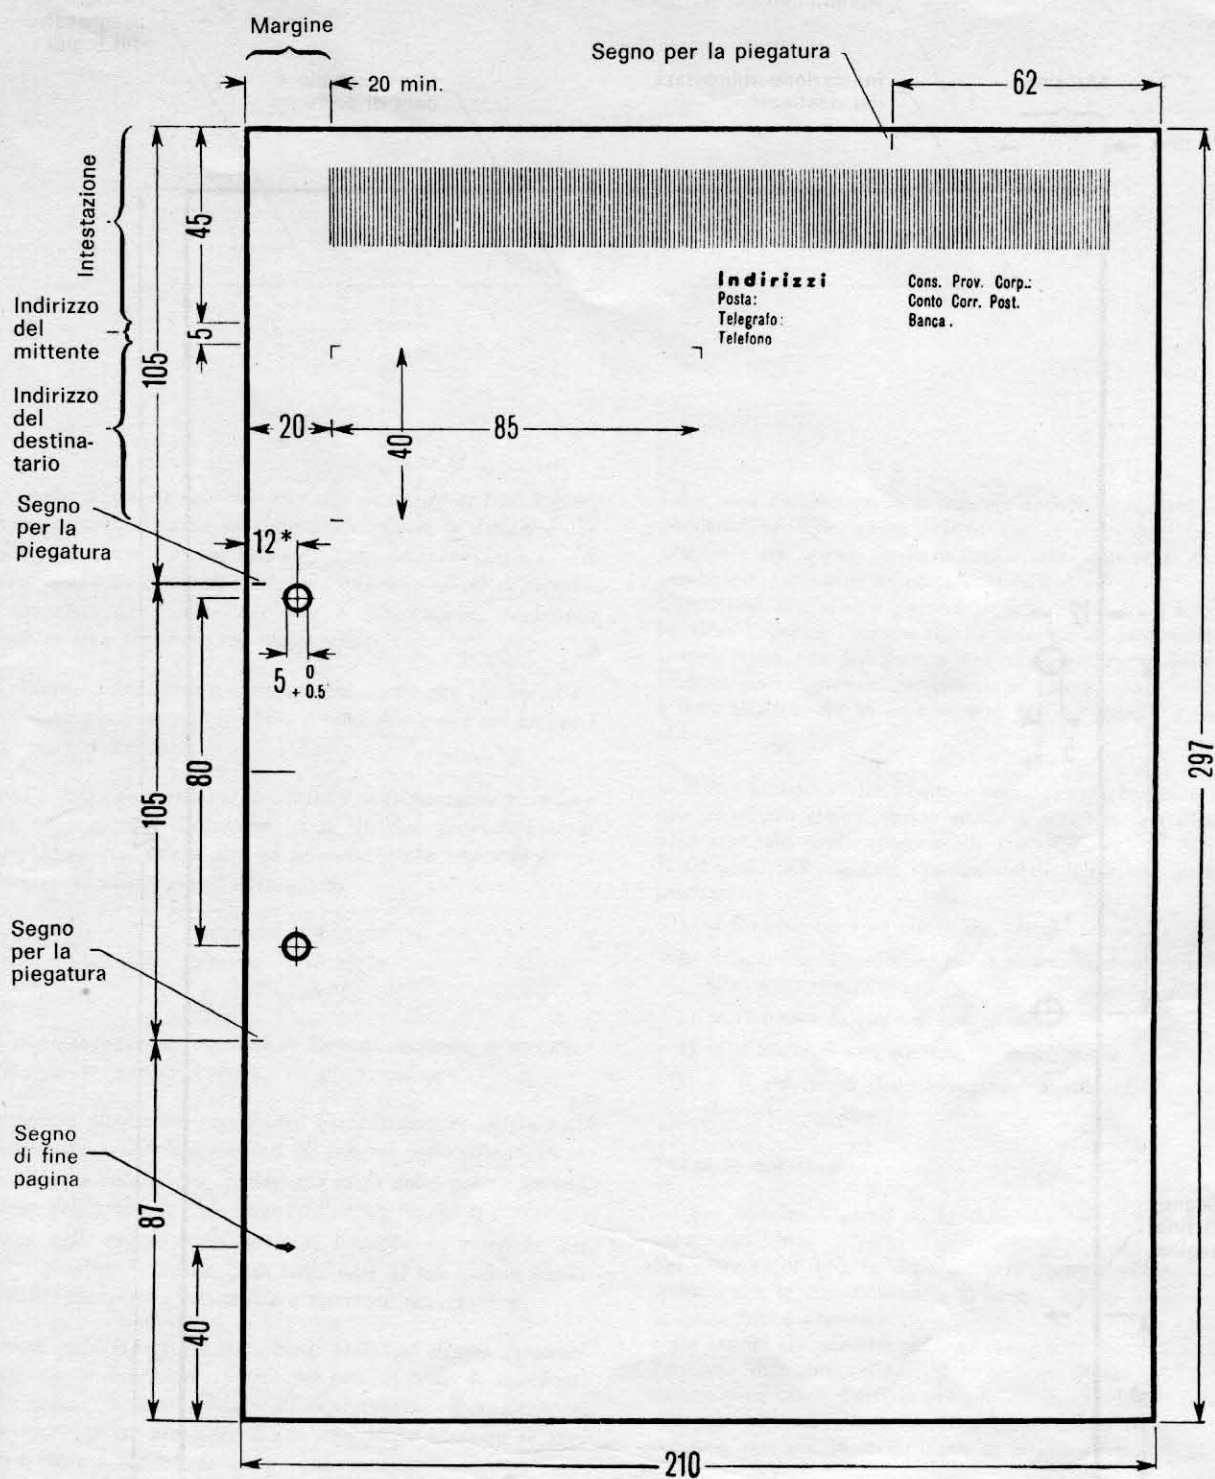 Margine
Segno per la piegatura
20 min.
62
Intestazione
45
Indirizzi
Posta:
Telegrafo:
Telefono
Cons. Prov. Corp.:
Conto Corr. Post.
Banca.
Indirizzo
del
mittente
5
105
Indirizzo
del
destina-
tario
20
85
40
Segno
per la
piegatura
12*
5 0
+ 0.5
80
297
105
Segno
per la
piegatura
Segno
di fine
pagina
87
40
210